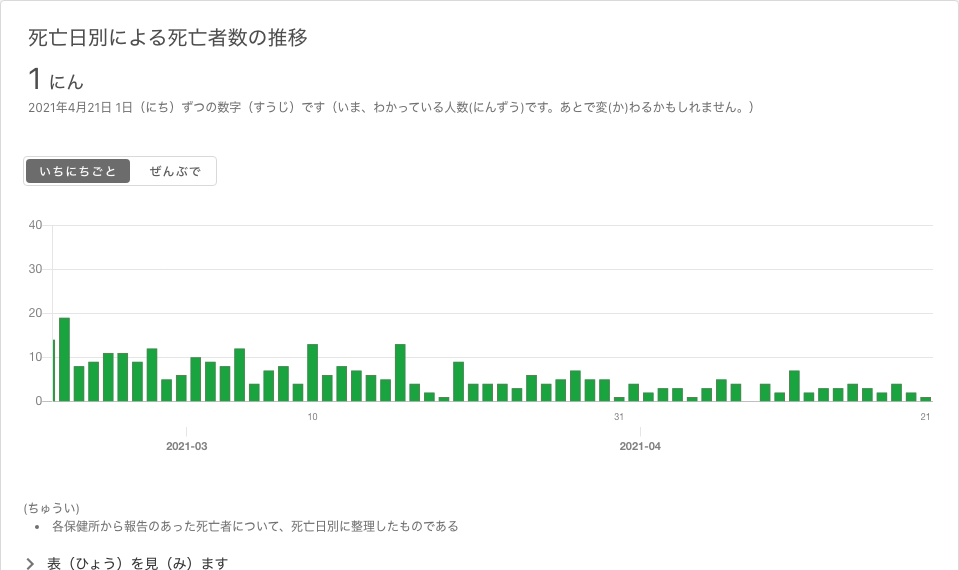 死亡日別による死亡者数の推移
1 にん
2021年4月21日 1日（にち）ずつの数字（すうじ）です（いま、わかっている人数(にんずう)です。あとで変(か)わるかもしれません。）
いちにちごと ぜんぶで
40
30
20
10
0
10 31 21
2021-03 2021-04
(ちゅうい)
• 各保健所から報告のあった死亡者について、死亡日別に整理したものである
表（ひょう）を見（み）ます